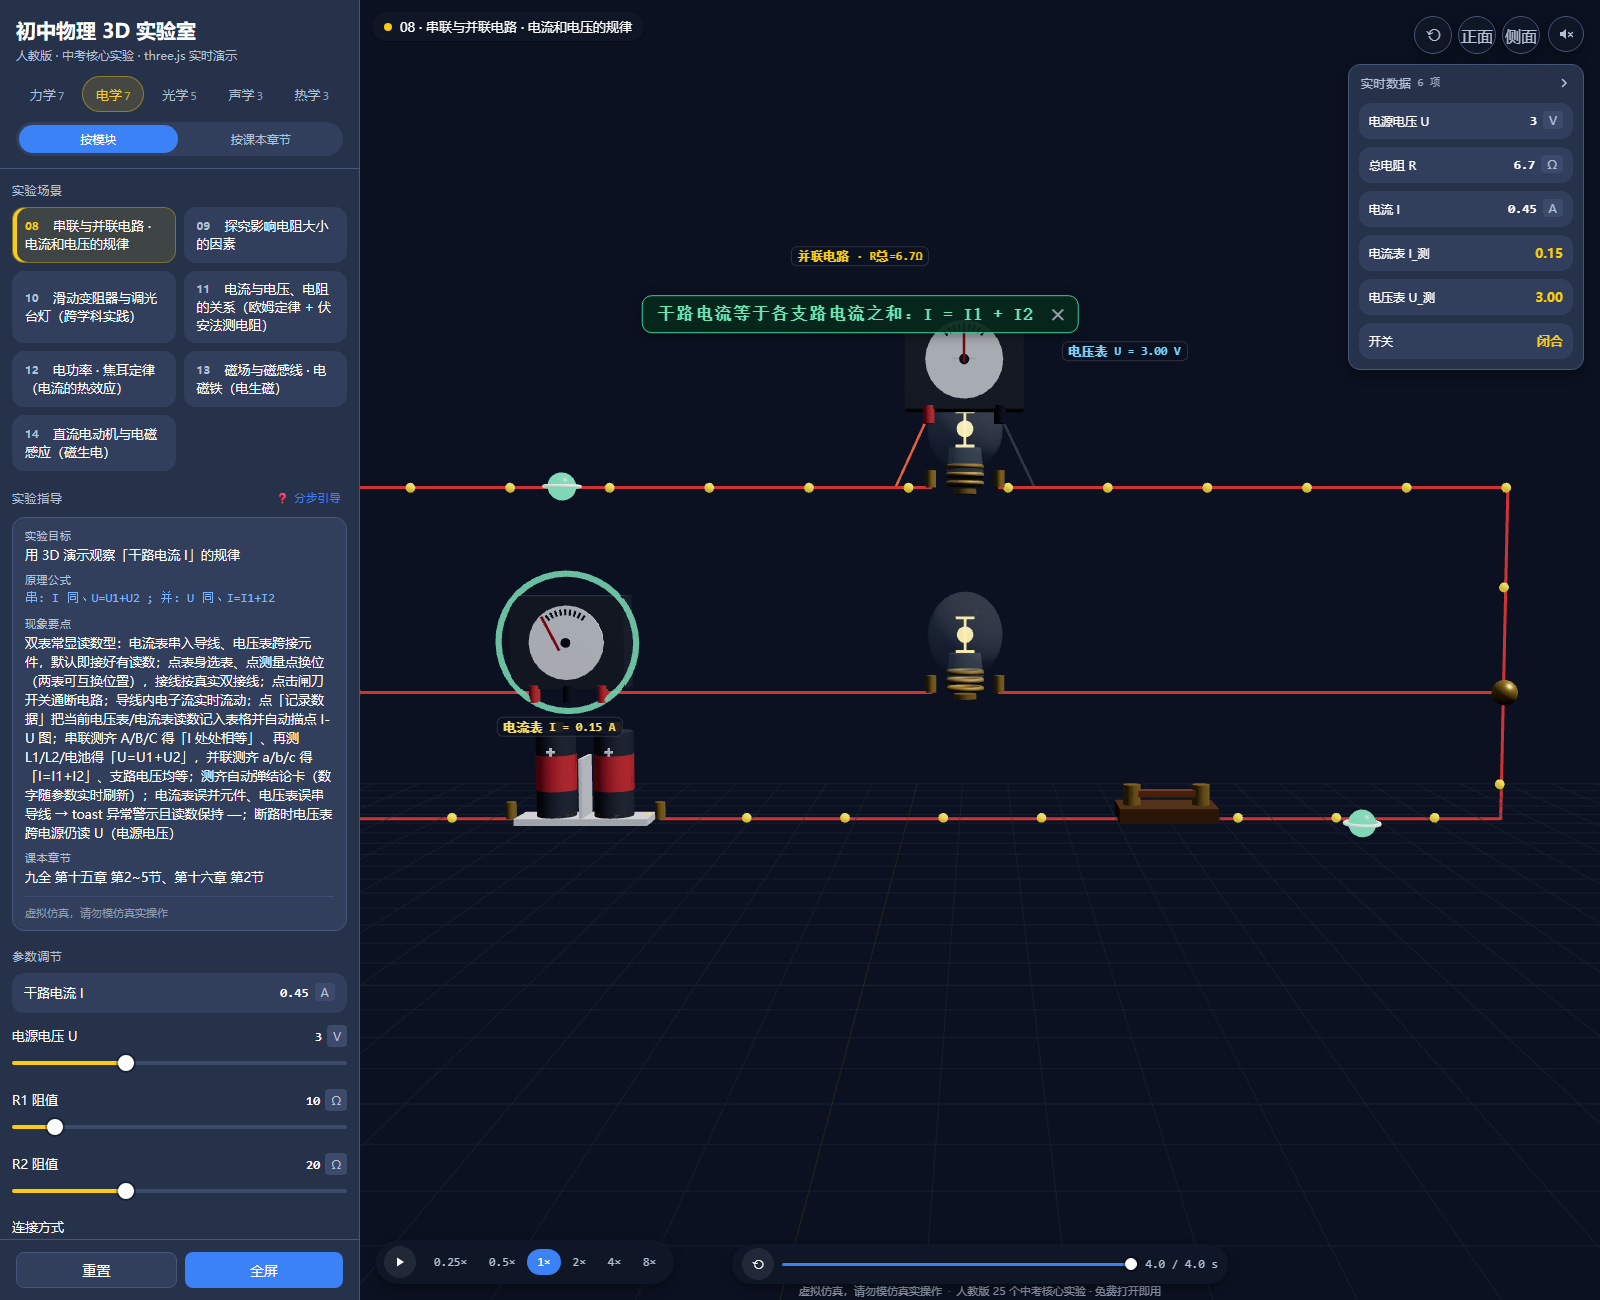 初中物理 3D 实验室
人教版 · 中考核心实验 · three.js 实时演示
力学 7
电学 7
光学 5
声学 3
热学 3
按模块
按课本章节
实验场景
08 串联与并联电路 ·
电流和电压的规律
09 探究影响电阻大小
的因素
10 滑动变阻器与调光
台灯（跨学科实践）
11 电流与电压、电阻
的关系（欧姆定律 + 伏
安法测电阻）
12 电功率 · 焦耳定律
（电流的热效应）
13 磁场与磁感线 · 电
磁铁（电生磁）
14 直流电动机与电磁
感应（磁生电）
实验指导
❓ 分步引导
实验目标
用 3D 演示观察「干路电流 I」的规律
原理公式
串: I 同、U=U1+U2 ; 并: U 同、I=I1+I2
现象要点
双表常显读数型：电流表串入导线、电压表跨接元
件，默认即接好有读数；点表身选表、点测量点换位
（两表可互换位置），接线按真实双接线；点击闸刀
开关通断电路；导线内电子流实时流动；点「记录数
据」把当前电压表/电流表读数记入表格并自动描点 I-
U 图；串联测齐 A/B/C 得「I 处处相等」、再测
L1/L2/电池得「U=U1+U2」，并联测齐 a/b/c 得
「I=I1+I2」、支路电压均等；测齐自动弹结论卡（数
字随参数实时刷新）；电流表误并元件、电压表误串
导线 → toast 异常警示且读数保持 —；断路时电压表
跨电源仍读 U（电源电压）
课本章节
九全 第十五章 第2~5节、第十六章 第2节
虚拟仿真，请勿模仿真实操作
参数调节
干路电流 I 0.45 A
电源电压 U 3 V
R1 阻值 10 Ω
R2 阻值 20 Ω
连接方式
重置
全屏
08 · 串联与并联电路 · 电流和电压的规律
正面
侧面
实时数据 6 项
电源电压 U 3 V
总电阻 R 6.7 Ω
电流 I 0.45 A
电流表 I_测 0.15
电压表 U_测 3.00
开关 闭合
并联电路 · R总=6.7Ω
干路电流等于各支路电流之和: I = I1 + I2
电压表 U = 3.00 V
电流表 I = 0.15 A
0.25×
0.5×
1×
2×
4×
8×
4.0 / 4.0 s
虚拟仿真，请勿模仿真实操作 · 人教版 25 个中考核心实验 · 免费打开即用